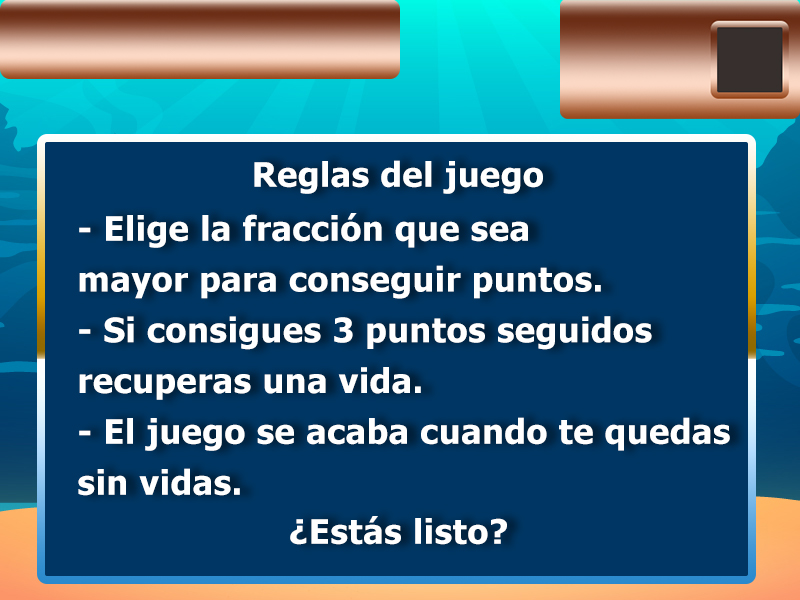 Reglas del juego
- Elige la fracción que sea
mayor para conseguir puntos.
- Si consigues 3 puntos seguidos
recuperas una vida.
- El juego se acaba cuando te quedas
sin vidas.
¿Estás listo?